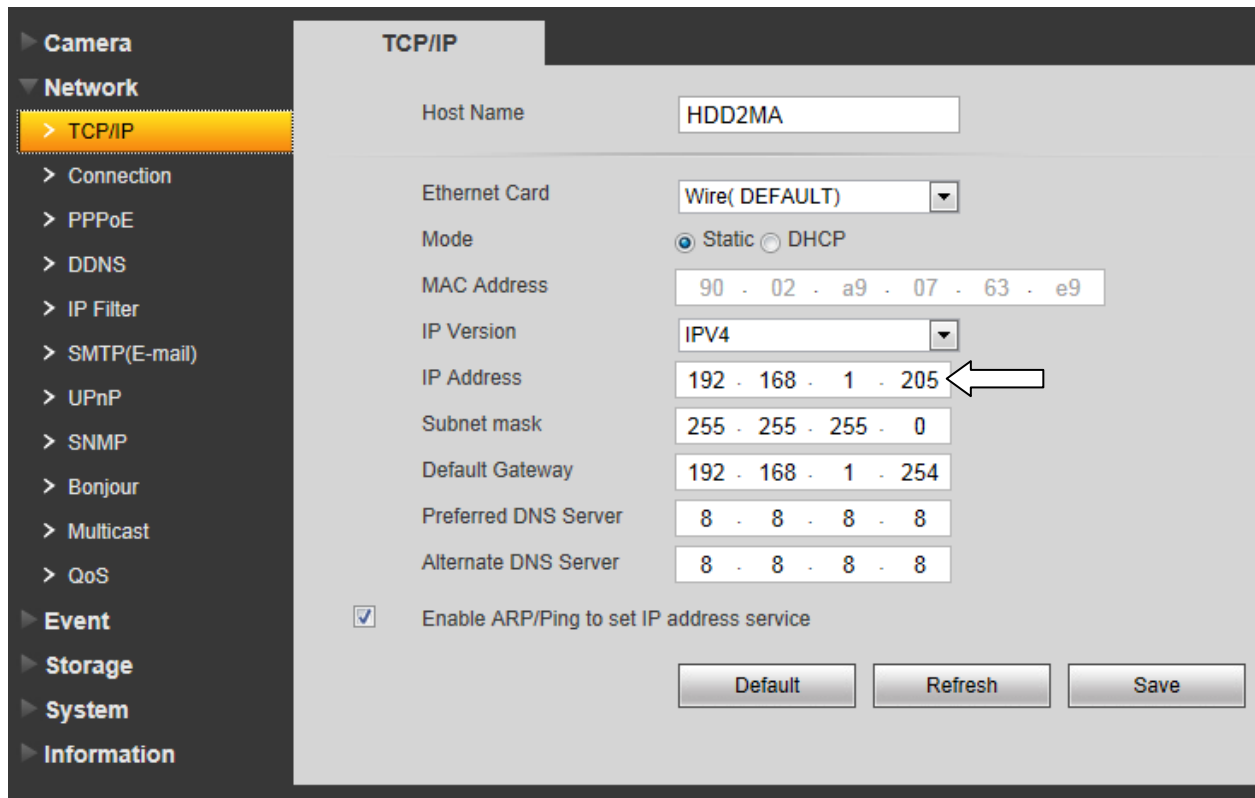 Camera
Network
TCP/IP
Connection
PPPoE
DDNS
IP Filter
SMTP(E-mail)
UPnP
SNMP
Bonjour
Multicast
QoS
Event
Storage
System
Information
TCP/IP
Host Name HDD2MA
Ethernet Card Wire( DEFAULT)
Mode Static DHCP
MAC Address 90 . 02 . a9 . 07 . 63 . e9
IP Version IPV4
IP Address 192 . 168 . 1 . 205
Subnet mask 255 . 255 . 255 . 0
Default Gateway 192 . 168 . 1 . 254
Preferred DNS Server 8 . 8 . 8 . 8
Alternate DNS Server 8 . 8 . 8 . 8
Enable ARP/Ping to set IP address service
Default Refresh Save